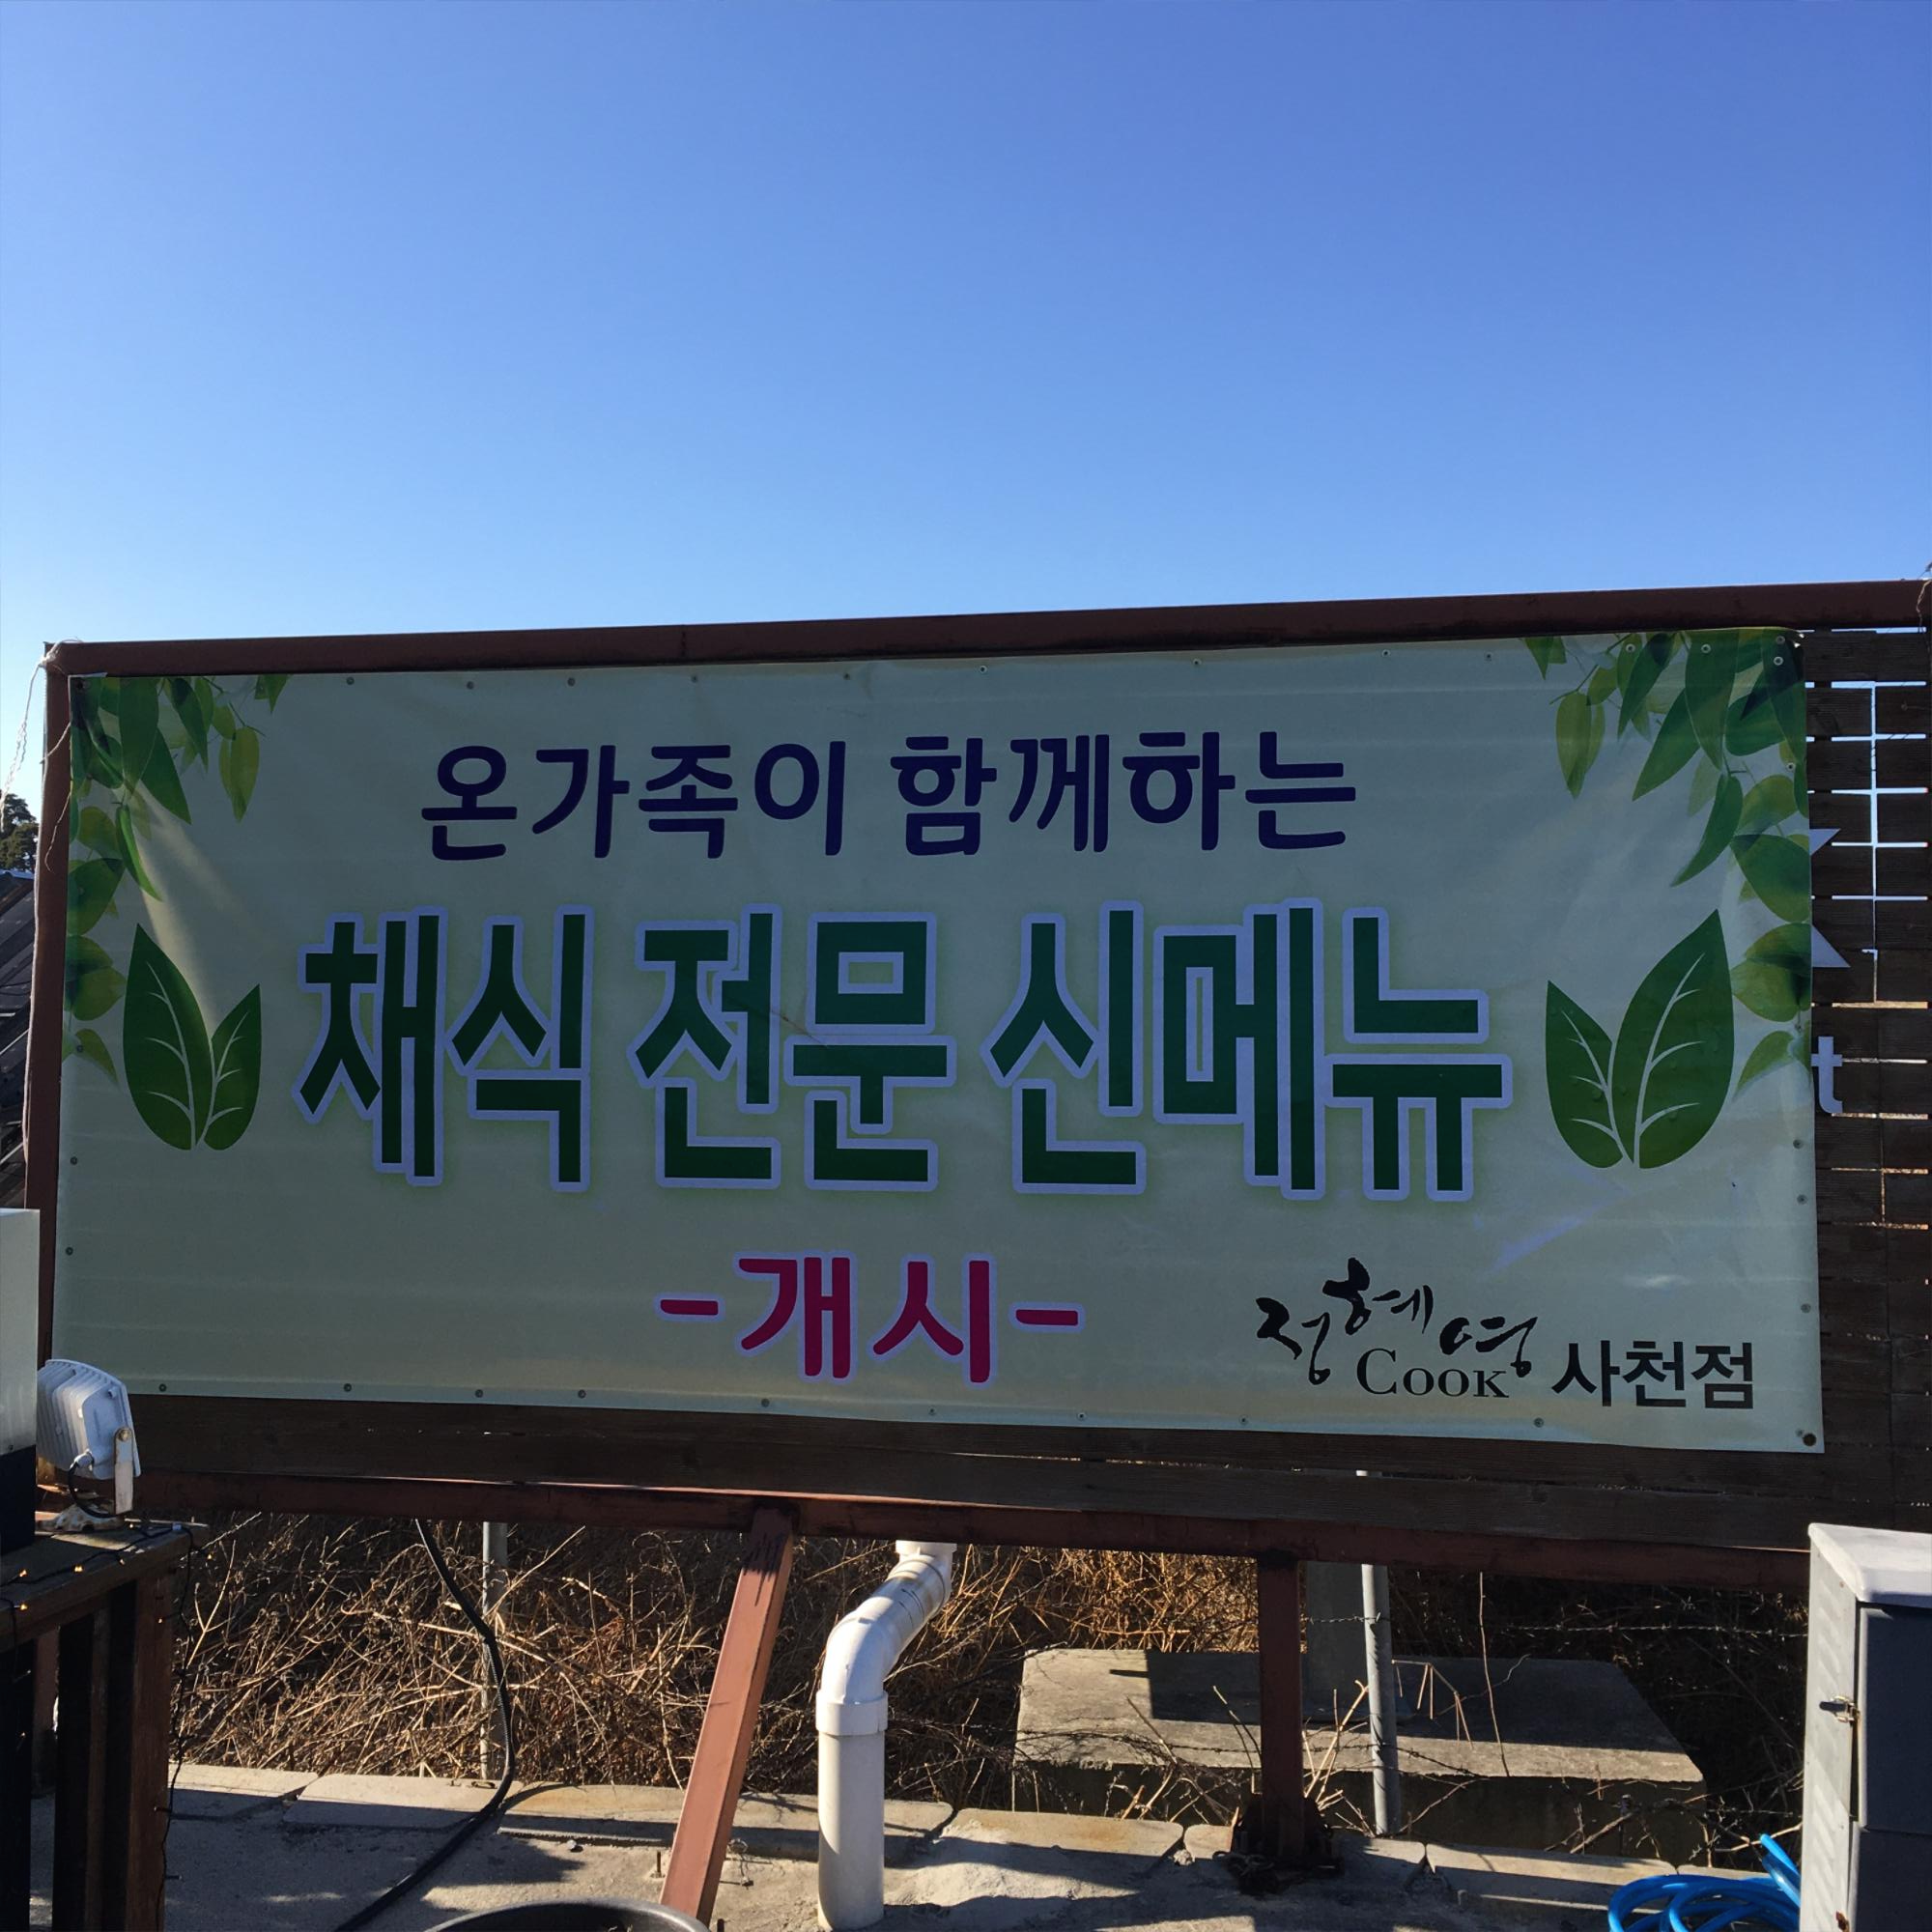 온가족이 함께하는
채식 전문 신메뉴
-개시-
정혜영
COOK 사천점
t